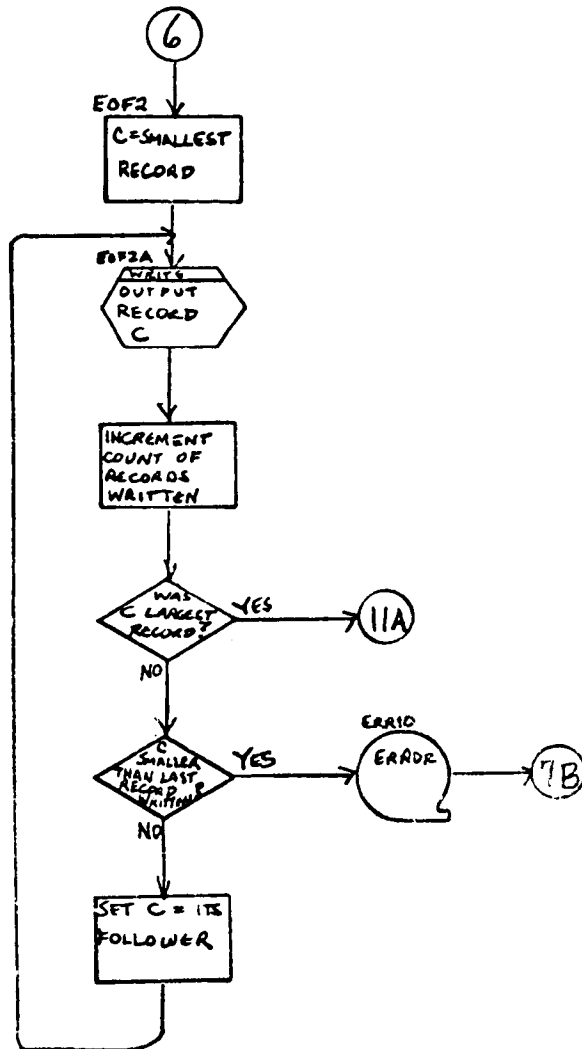 6
EOF2
C=SMALLEST
RECORD
EOF2A
WRITE
OUTPUT
RECORD
C
INCREMENT
COUNT OF
RECORDS
WRITTEN
WAS
C LARGEST
RECORD?
YES
11A
NO
C
SMALLER
THAN LAST
RECORD
WRITTEN?
YES
ERR10
ERROR
7B
NO
SET C = ITS
FOLLOWER